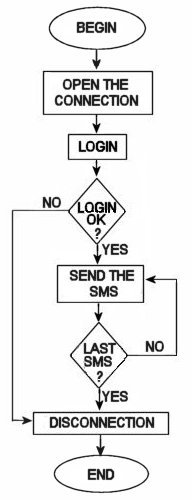 BEGIN
OPEN THE
CONNECTION
LOGIN
LOGIN
OK
?
NO
YES
SEND THE
SMS
LAST
SMS
?
NO
YES
DISCONNECTION
END